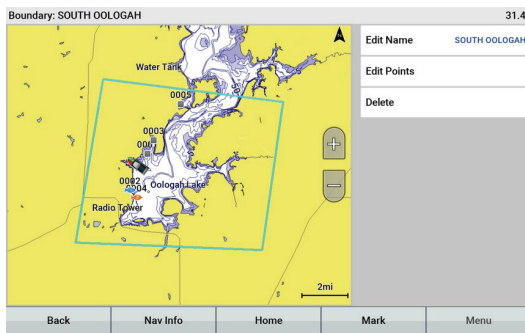 Boundary: SOUTH OOLOGAH
31.4
Edit Name
SOUTH OOLOGAH
Edit Points
Delete
Water Tank
0005
0003
0002
Oologah Lake
Radio Tower
2mi
Back
Nav Info
Home
Mark
Menu